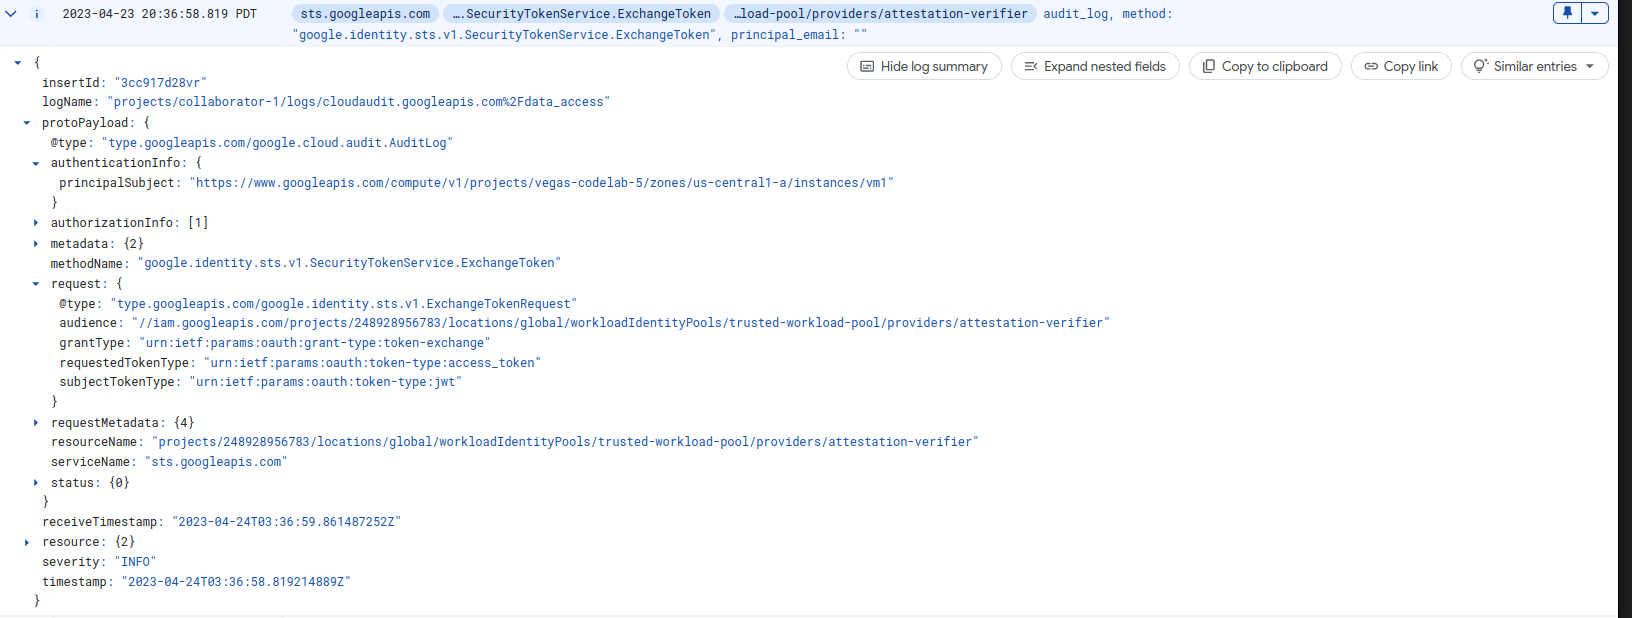 2023-04-23 20:36:58.819 PDT sts.googleapis.com ….SecurityTokenService.ExchangeToken …load-pool/providers/attestation-verifier audit_log, method:
"google.identity.sts.v1.SecurityTokenService.ExchangeToken", principal_email: ""
{
Hide log summary Expand nested fields Copy to clipboard Copy link Similar entries
insertId: "3cc917d28vr"
logName: "projects/collaborator-1/logs/cloudaudit.googleapis.com%2Fdata_access"
protoPayload: {
@type: "type.googleapis.com/google.cloud.audit.AuditLog"
authenticationInfo: {
principalSubject: "https://www.googleapis.com/compute/v1/projects/vegas-codelab-5/zones/us-central1-a/instances/vm1"
}
authorizationInfo: [1]
metadata: {2}
methodName: "google.identity.sts.v1.SecurityTokenService.ExchangeToken"
request: {
@type: "type.googleapis.com/google.identity.sts.v1.ExchangeTokenRequest"
audience: "//iam.googleapis.com/projects/248928956783/locations/global/workloadIdentityPools/trusted-workload-pool/providers/attestation-verifier"
grantType: "urn:ietf:params:oauth:grant-type:token-exchange"
requestedTokenType: "urn:ietf:params:oauth:token-type:access_token"
subjectTokenType: "urn:ietf:params:oauth:token-type:jwt"
}
requestMetadata: {4}
resourceName: "projects/248928956783/locations/global/workloadIdentityPools/trusted-workload-pool/providers/attestation-verifier"
serviceName: "sts.googleapis.com"
status: {0}
}
receiveTimestamp: "2023-04-24T03:36:59.861487252Z"
resource: {2}
severity: "INFO"
timestamp: "2023-04-24T03:36:58.819214889Z"
}